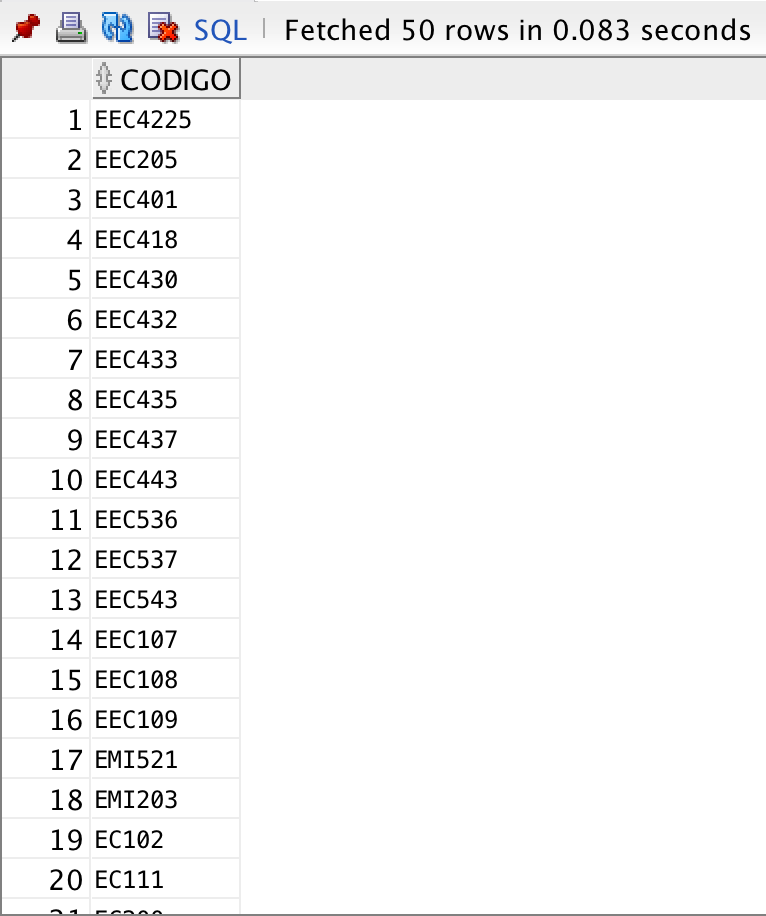 SQL | Fetched 50 rows in 0.083 seconds
CODIGO
1 EEC4225
2 EEC205
3 EEC401
4 EEC418
5 EEC430
6 EEC432
7 EEC433
8 EEC435
9 EEC437
10 EEC443
11 EEC536
12 EEC537
13 EEC543
14 EEC107
15 EEC108
16 EEC109
17 EMI521
18 EMI203
19 EC102
20 EC111